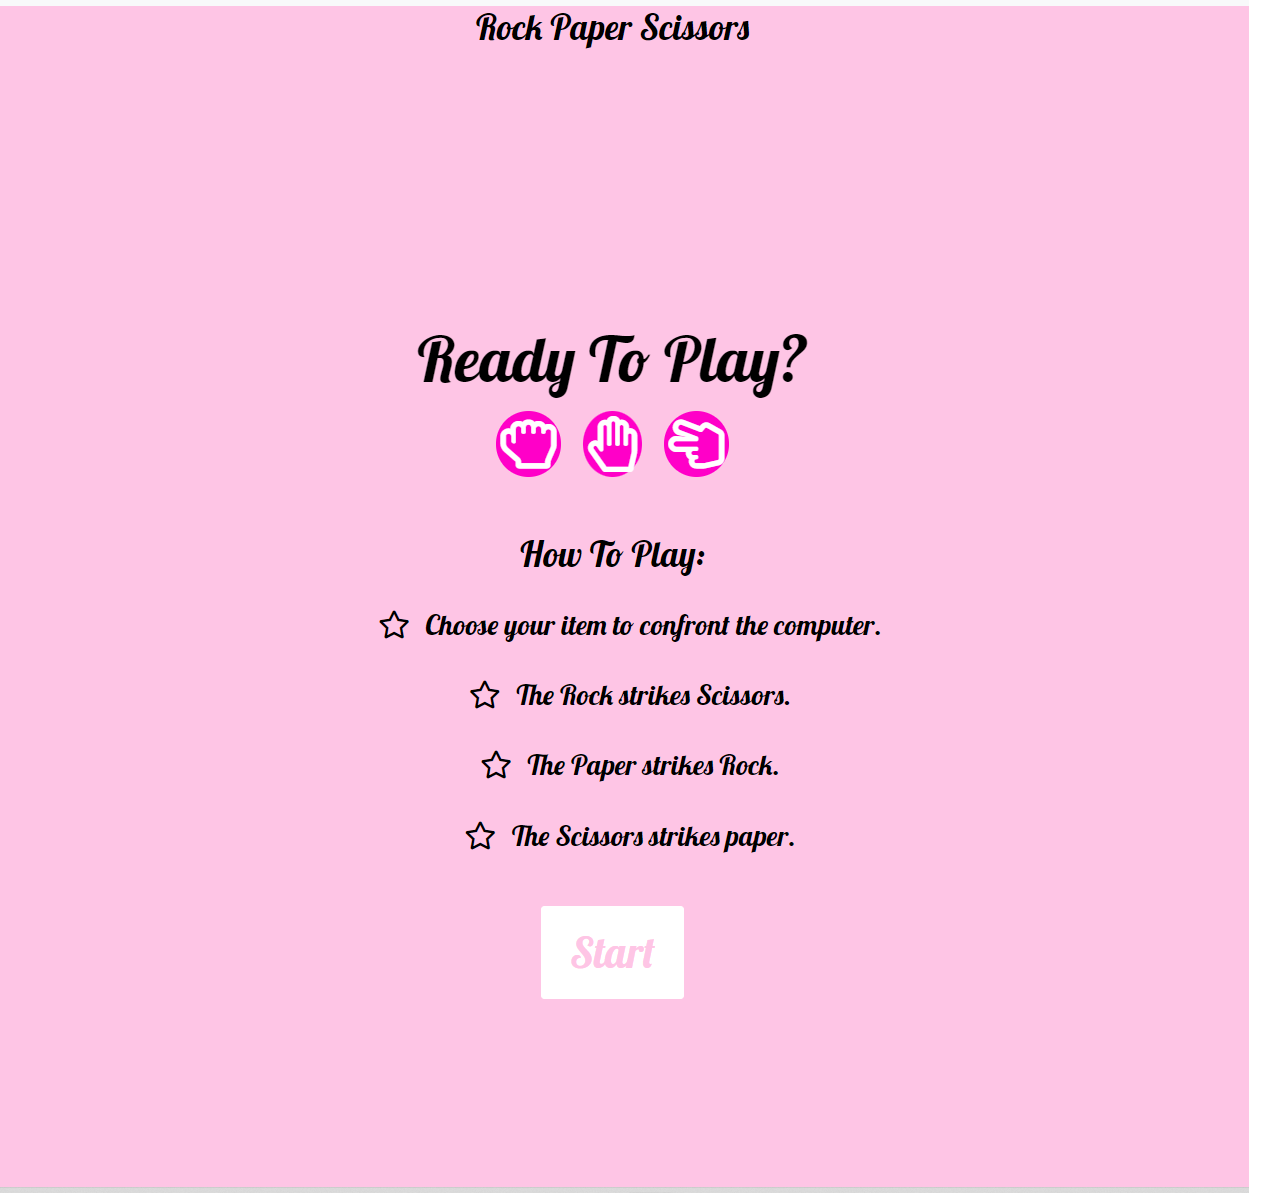 Rock Paper Scissors
Ready To Play?
How To Play:
Choose your item to confront the computer.
The Rock strikes Scissors.
The Paper strikes Rock.
The Scissors strikes paper.
Start